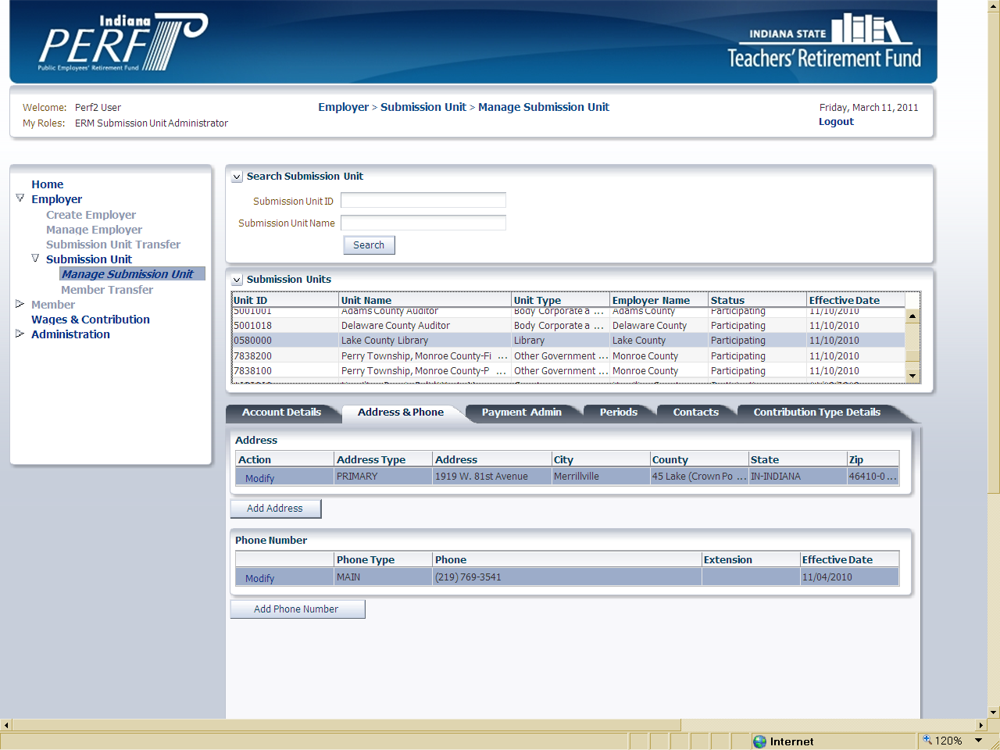 Indiana
PERF
Public Employees' Retirement Fund
INDIANA STATE
Teachers' Retirement Fund
Welcome: Perf2 User
My Roles: ERM Submission Unit Administrator
Employer > Submission Unit > Manage Submission Unit
Friday, March 11, 2011
Logout
Home
Employer
Create Employer
Manage Employer
Submission Unit Transfer
Submission Unit
Manage Submission Unit
Member Transfer
Member
Wages & Contribution
Administration
Search Submission Unit
Submission Unit ID
Submission Unit Name
Search
Submission Units
Unit ID Unit Name Unit Type Employer Name Status Effective Date
5001001 Adams County Auditor Body Corporate a ... Adams County Participating 11/10/2010
5001018 Delaware County Auditor Body Corporate a ... Delaware County Participating 11/10/2010
0580000 Lake County Library Library Lake County Participating 11/10/2010
7838200 Perry Township, Monroe County-Fi ... Other Government ... Monroe County Participating 11/10/2010
7838100 Perry Township, Monroe County-P ... Other Government ... Monroe County Participating 11/10/2010
Account Details Address & Phone Payment Admin Periods Contacts Contribution Type Details
Address
Action Address Type Address City County State Zip
Modify PRIMARY 1919 W. 81st Avenue Merrillville 45 Lake (Crown Po ... IN-INDIANA 46410-0 ...
Add Address
Phone Number
Phone Type Phone Extension Effective Date
Modify MAIN (219) 769-3541 11/04/2010
Add Phone Number
Internet
120%